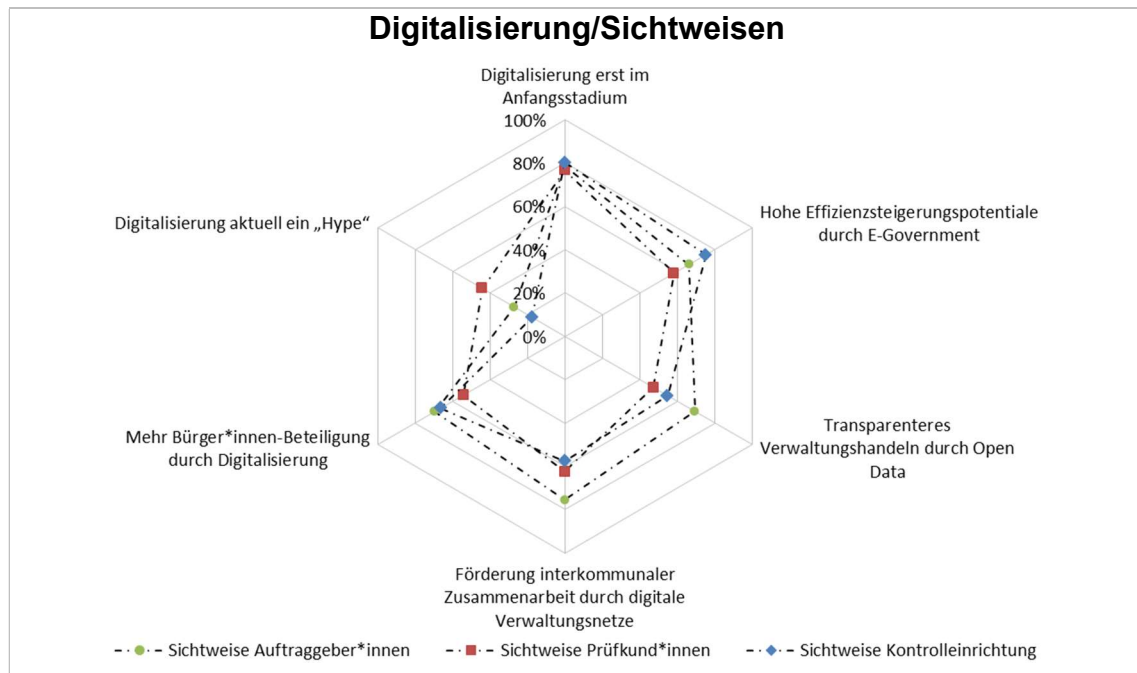 Digitalisierung/Sichtweisen
Digitalisierung erst im
Anfangsstadium
100%
80%
60%
40%
20%
0%
Hohe Effizienzsteigerungspotentiale
durch E-Government
Transparenteres
Verwaltungshandeln durch Open
Data
Förderung interkommunaler
Zusammenarbeit durch digitale
Verwaltungsnetze
Mehr Bürger*innen-Beteiligung
durch Digitalisierung
Digitalisierung aktuell ein „Hype“
Sichtweise Auftraggeber*innen
Sichtweise Prüfkund*innen
Sichtweise Kontrolleinrichtung